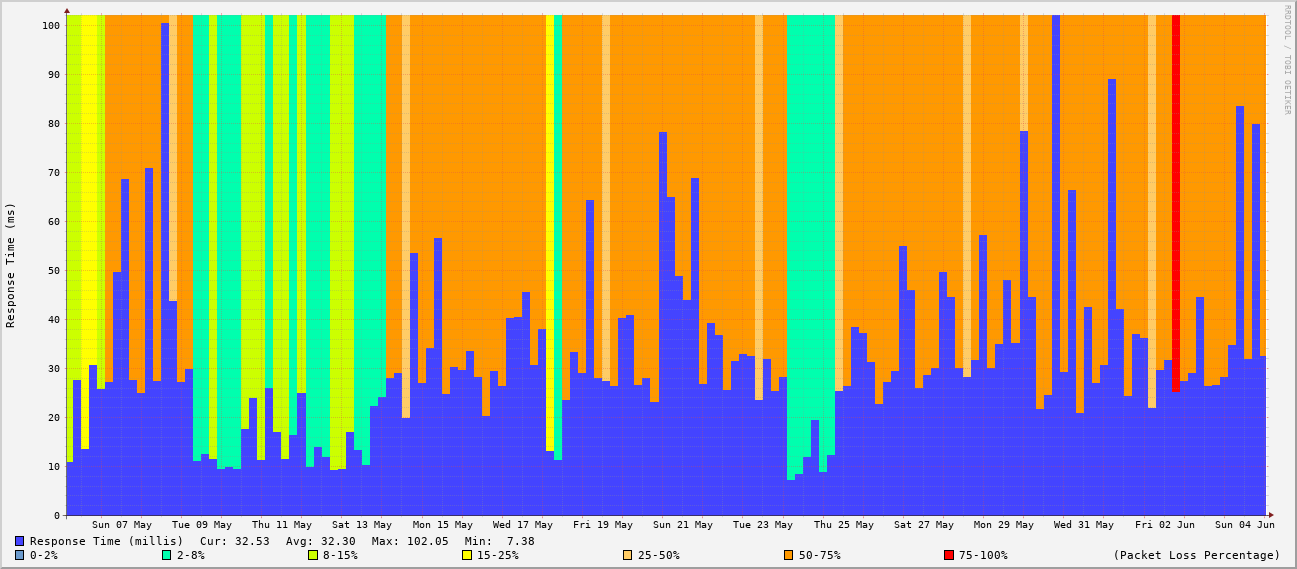 RRDTOOL / TOBI OETIKER
Response Time (ms)
100
90
80
70
60
50
40
30
20
10
0
Sun 07 May Tue 09 May Thu 11 May Sat 13 May Mon 15 May Wed 17 May Fri 19 May Sun 21 May Tue 23 May Thu 25 May Sat 27 May Mon 29 May Wed 31 May Fri 02 Jun Sun 04 Jun
Response Time (millis) Cur: 32.53 Avg: 32.30 Max: 102.05 Min: 7.38
0-2% 2-8% 8-15% 15-25% 25-50% 50-75% 75-100% (Packet Loss Percentage)